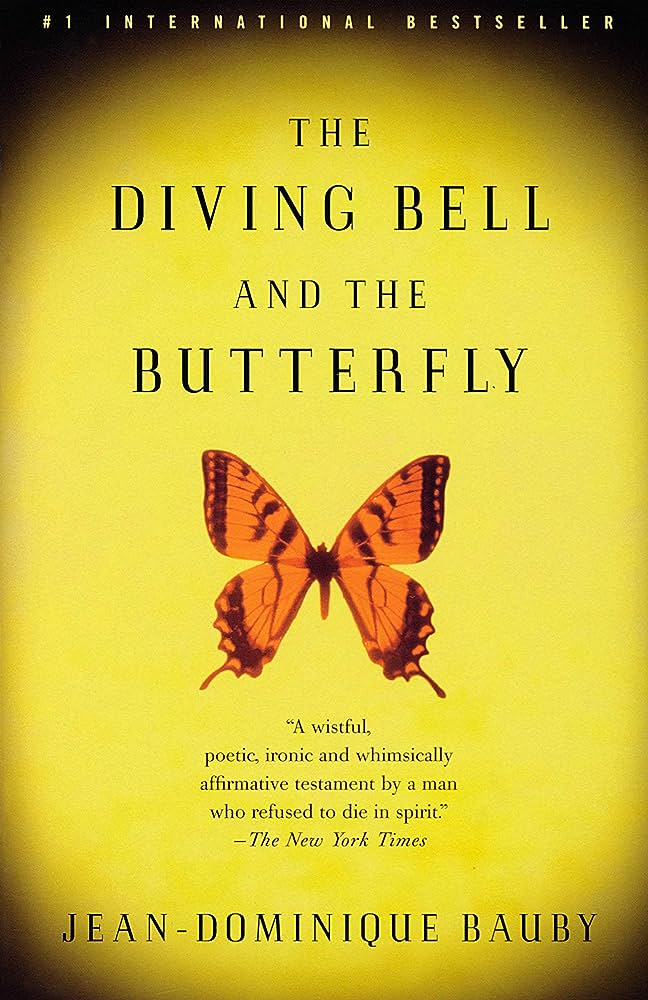 #1 INTERNATIONAL BESTSELLER
THE
DIVING BELL
AND THE
BUTTERFLY
“A wistful,
poetic, ironic and whimsically
affirmative testament by a man
who refused to die in spirit.”
—The New York Times
JEAN-DOMINIQUE BAUBY